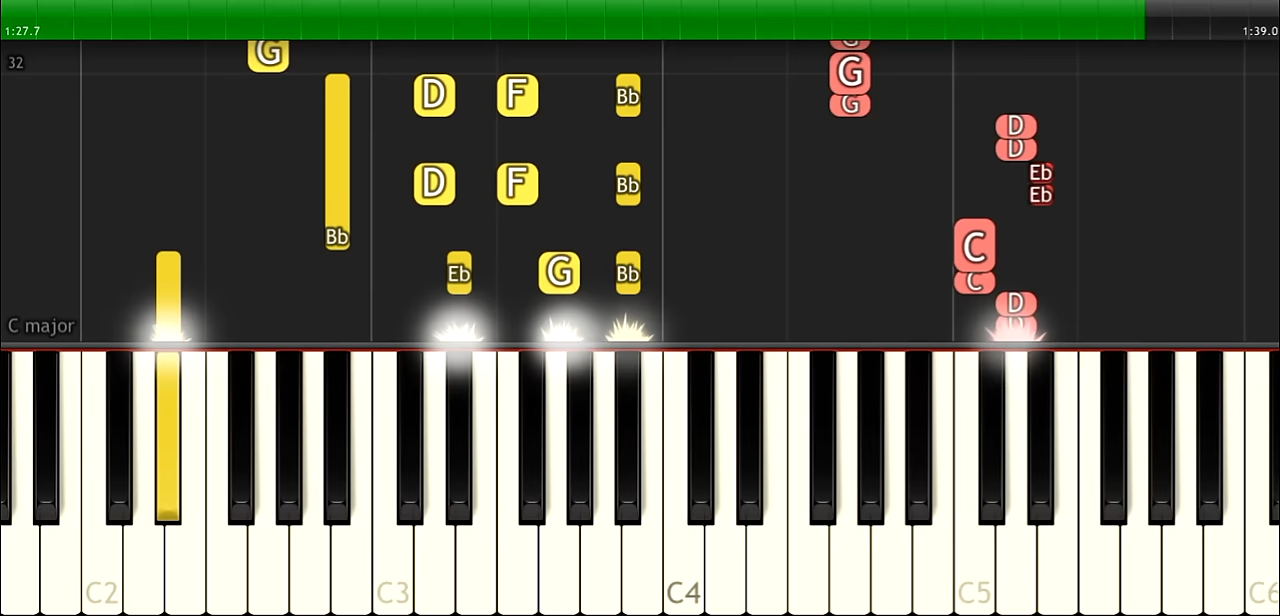 1:27.7 1:39.0
G G
32 G
D F Bb G
D
D
D F Bb Eb
Eb
Bb C
Eb G Bb C
D
C major D
C2 C3 C4 C5 C6